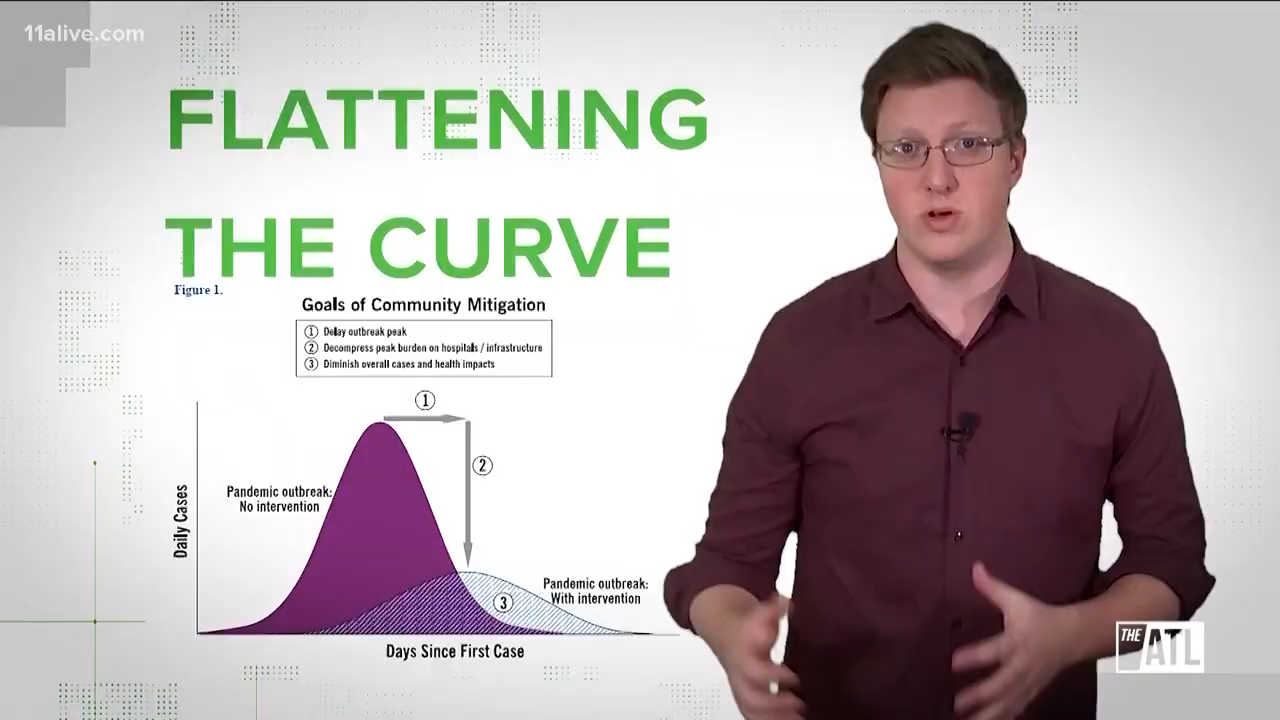 11alive.com
FLATTENING
THE CURVE
Figure 1.
Goals of Community Mitigation
① Delay outbreak peak
② Decompress peak burden on hospitals / infrastructure
③ Diminish overall cases and health impacts
①
②
Pandemic outbreak:
No intervention
Daily Cases
Pandemic outbreak:
With intervention
③
Days Since First Case
THE ATL